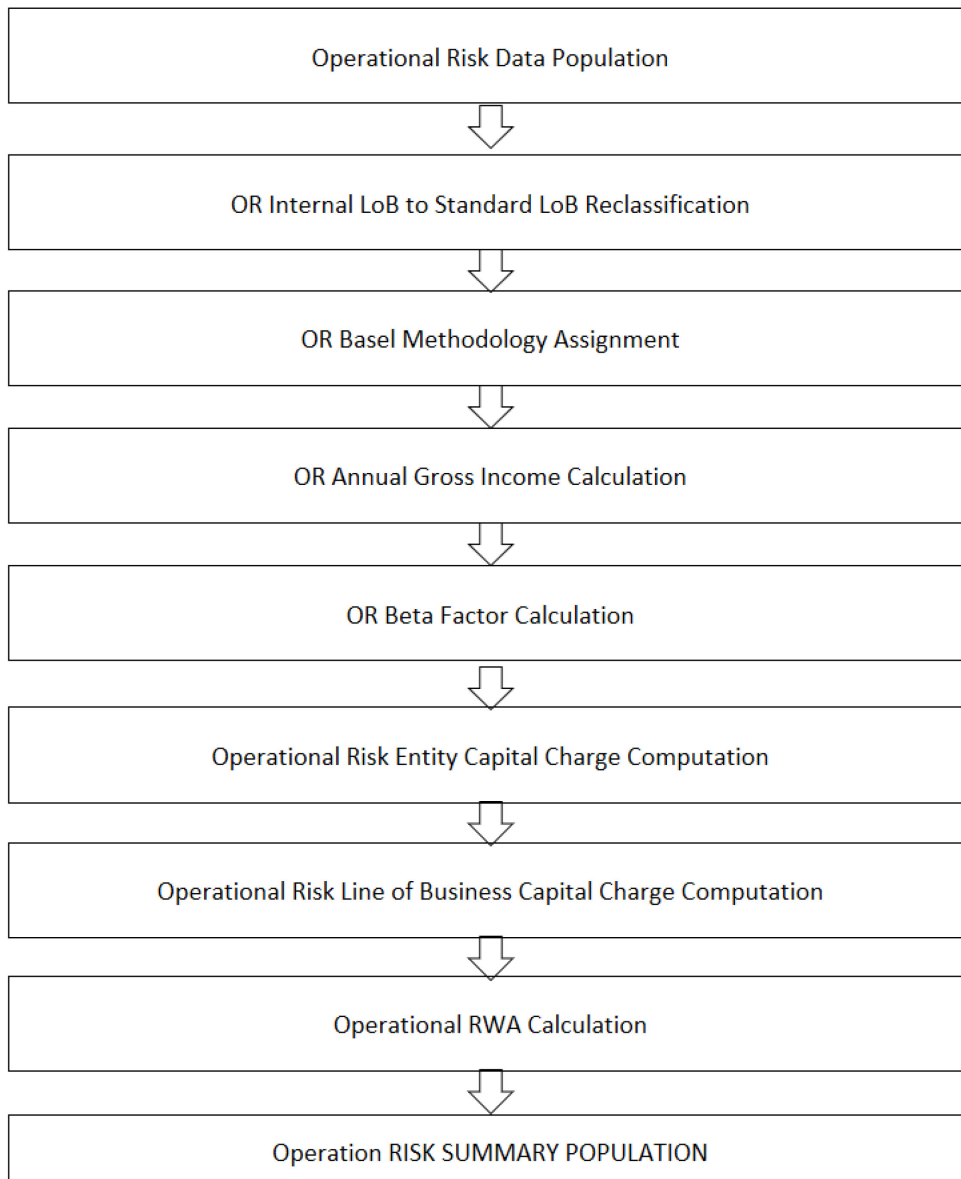 Operational Risk Data Population
OR Internal LoB to Standard LoB Reclassification
OR Basel Methodology Assignment
OR Annual Gross Income Calculation
OR Beta Factor Calculation
Operational Risk Entity Capital Charge Computation
Operational Risk Line of Business Capital Charge Computation
Operational RWA Calculation
Operation RISK SUMMARY POPULATION